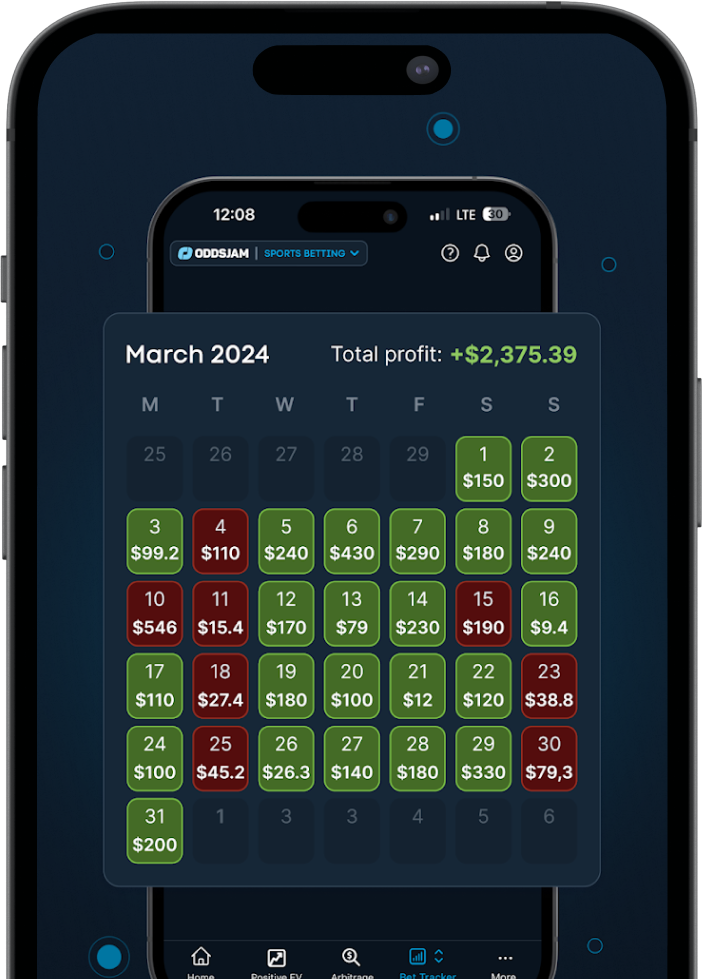 12:08 LTE 30
ODDSJAM | SPORTS BETTING
March 2024 Total profit: +$2,375.39
M T W T F S S
25 26 27 28 29 1 2
$150 $300
3 4 5 6 7 8 9
$99.2 $110 $240 $430 $290 $180 $240
10 11 12 13 14 15 16
$546 $15.4 $170 $79 $230 $190 $9.4
17 18 19 20 21 22 23
$110 $27.4 $180 $100 $12 $120 $38.8
24 25 26 27 28 29 30
$100 $45.2 $26.3 $140 $180 $330 $79,3
31 1 3 3 4 5 6
$200
Home Positive EV Arbitrage Bet Tracker More